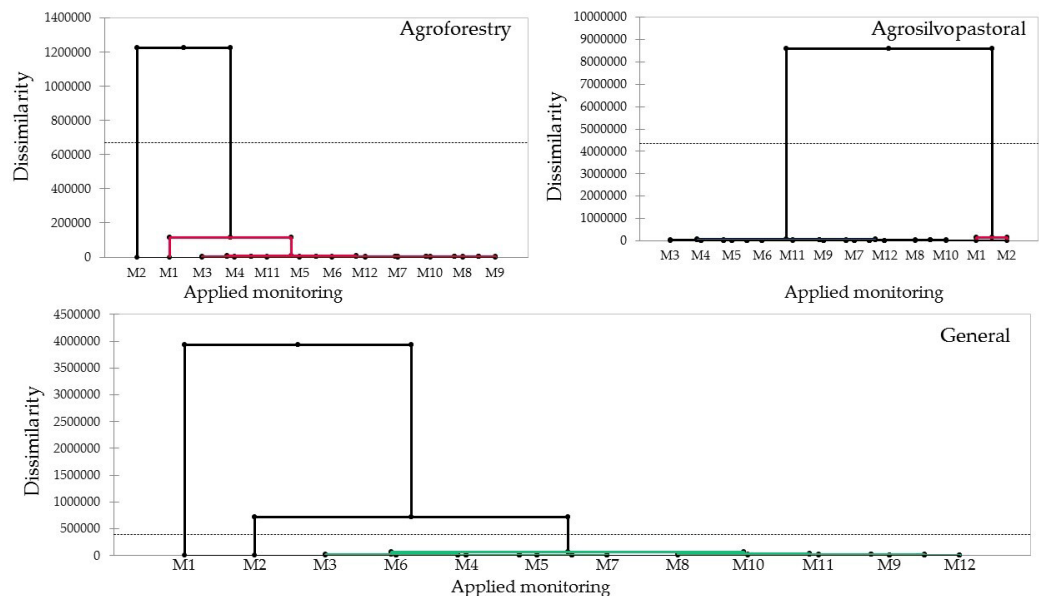 Agroforestry
1400000
1200000
1000000
800000
600000
400000
200000
0
Dissimilarity
M2 M1 M3 M4 M11 M5 M6 M12 M7 M10 M8 M9
Applied monitoring
Agrosilvopastoral
10000000
9000000
8000000
7000000
6000000
5000000
4000000
3000000
2000000
1000000
0
Dissimilarity
M3 M4 M5 M6 M11 M9 M7 M12 M8 M10 M1 M2
Applied monitoring
General
4500000
4000000
3500000
3000000
2500000
2000000
1500000
1000000
500000
0
Dissimilarity
M1 M2 M3 M6 M4 M5 M7 M8 M10 M11 M9 M12
Applied monitoring